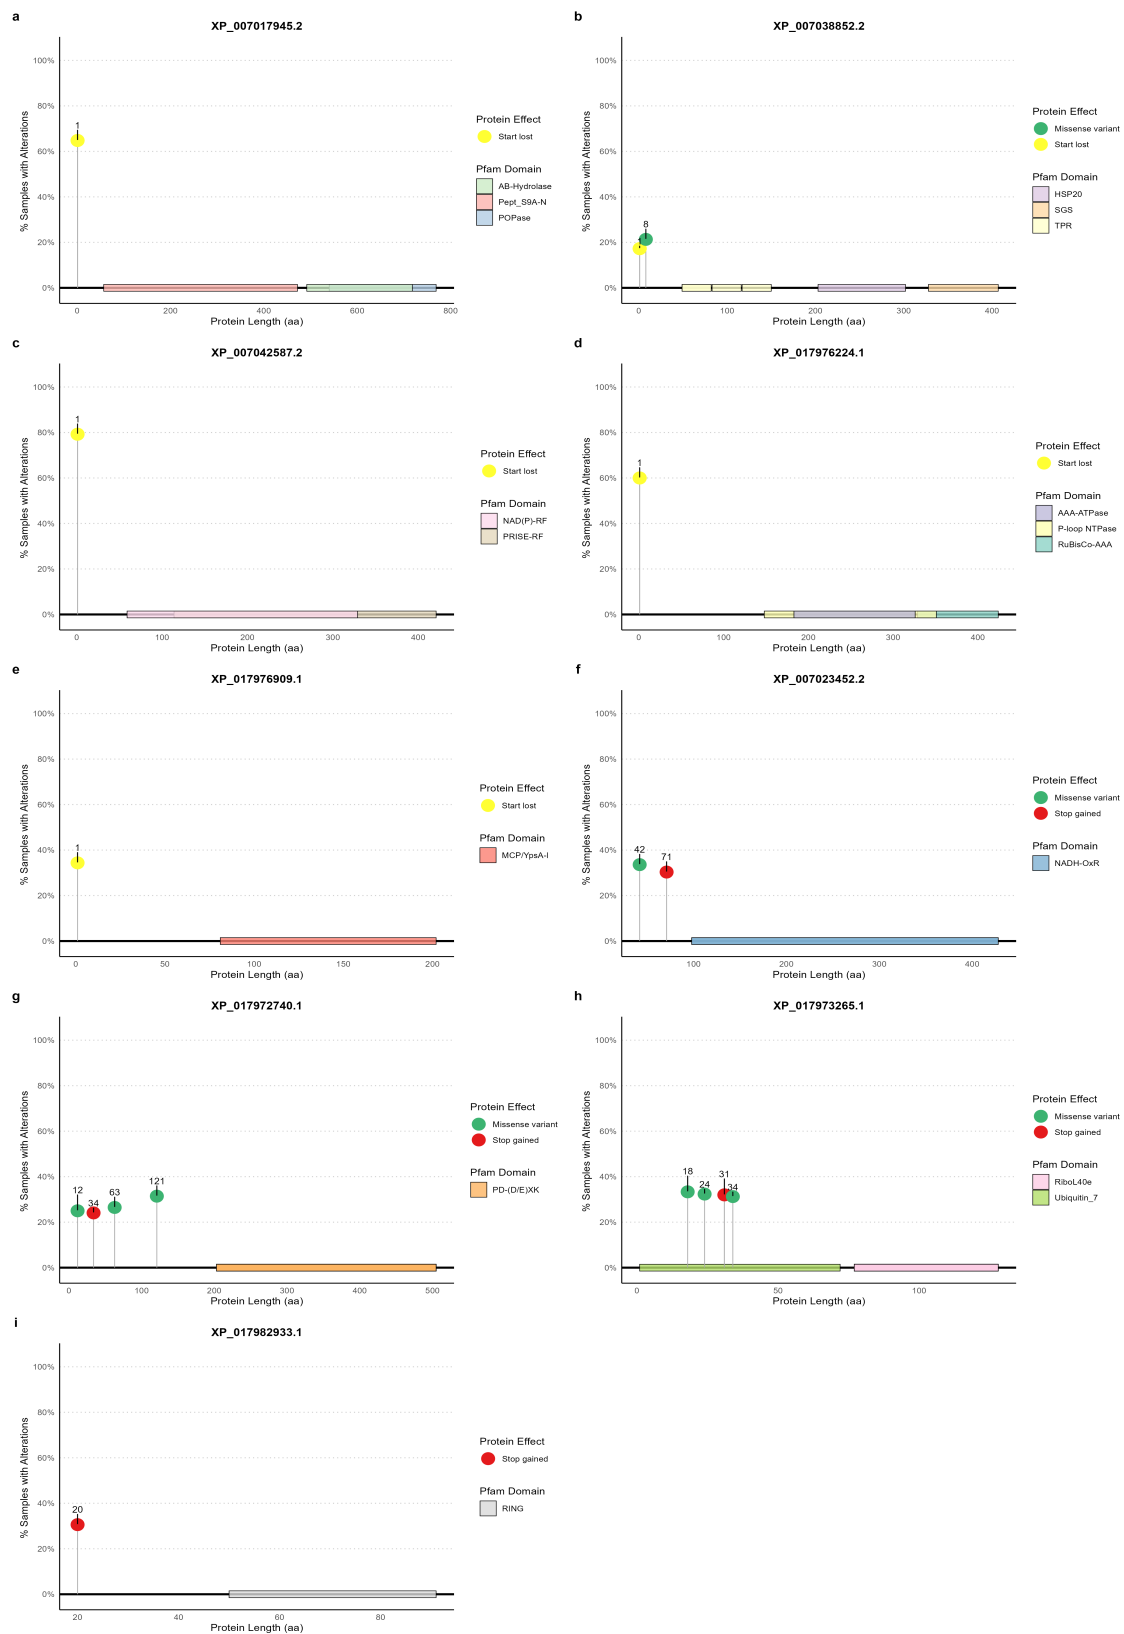 a
XP_007017945.2
100%
80%
60%
40%
20%
0%
% Samples with Alterations
1
0
200
400
600
800
Protein Length (aa)
Protein Effect
Start lost
Pfam Domain
AB-Hydrolase
Pept_S9A-N
POPase
b
XP_007038852.2
100%
80%
60%
40%
20%
0%
% Samples with Alterations
8
0
100
200
300
400
Protein Length (aa)
Protein Effect
Missense variant
Start lost
Pfam Domain
HSP20
SGS
TPR
c
XP_007042587.2
100%
80%
60%
40%
20%
0%
% Samples with Alterations
1
0
100
200
300
400
Protein Length (aa)
Protein Effect
Start lost
Pfam Domain
NAD(P)-RF
PRISE-RF
d
XP_017976224.1
100%
80%
60%
40%
20%
0%
% Samples with Alterations
1
0
100
200
300
400
Protein Length (aa)
Protein Effect
Start lost
Pfam Domain
AAA-ATPase
P-loop NTPase
RuBisCo-AAA
e
XP_017976909.1
100%
80%
60%
40%
20%
0%
% Samples with Alterations
1
0
50
100
150
200
Protein Length (aa)
Protein Effect
Start lost
Pfam Domain
MCP/YpsA-l
f
XP_007023452.2
100%
80%
60%
40%
20%
0%
% Samples with Alterations
42
71
100
200
300
400
Protein Length (aa)
Protein Effect
Missense variant
Stop gained
Pfam Domain
NADH-OxR
g
XP_017972740.1
100%
80%
60%
40%
20%
0%
% Samples with Alterations
12
34
63
121
0
100
200
300
400
500
Protein Length (aa)
Protein Effect
Missense variant
Stop gained
Pfam Domain
PD-(D/E)XK
h
XP_017973265.1
100%
80%
60%
40%
20%
0%
% Samples with Alterations
18
24
31
34
0
50
100
Protein Length (aa)
Protein Effect
Missense variant
Stop gained
Pfam Domain
RiboL40e
Ubiquitin_7
i
XP_017982933.1
100%
80%
60%
40%
20%
0%
% Samples with Alterations
20
20
40
60
80
Protein Length (aa)
Protein Effect
Stop gained
Pfam Domain
RING